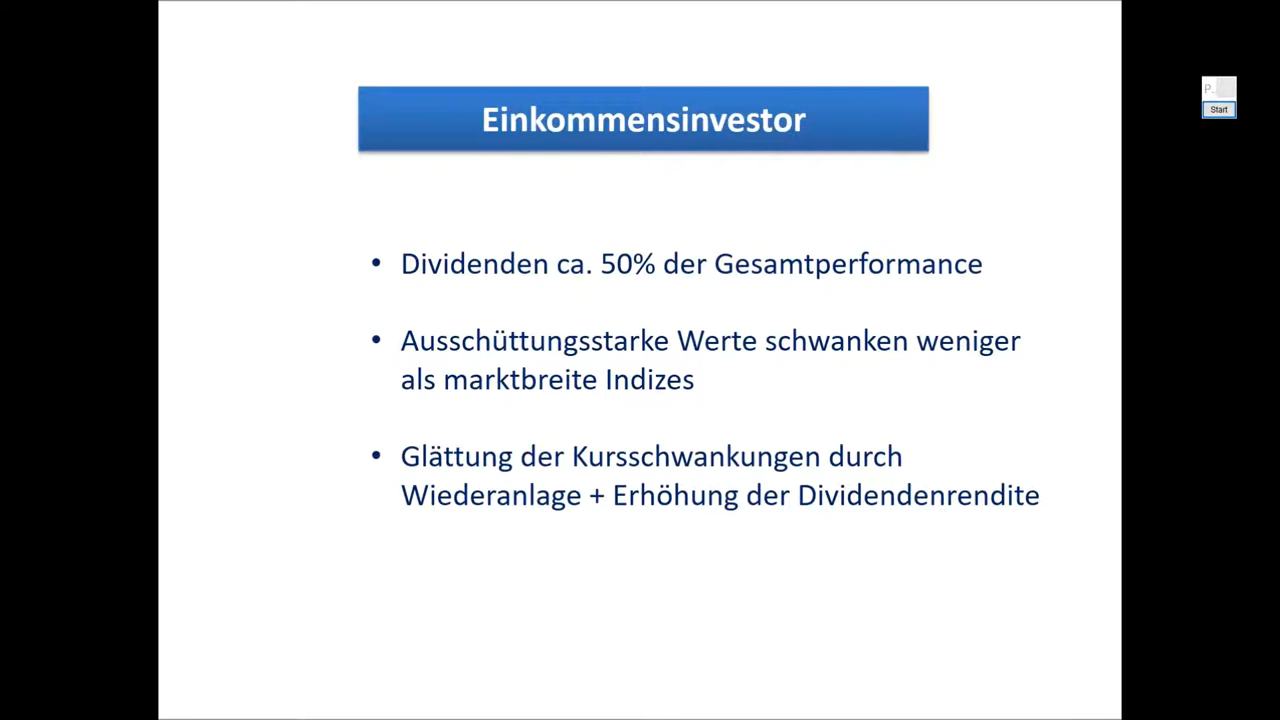 Einkommensinvestor
• Dividenden ca. 50% der Gesamtperformance
• Ausschüttungsstarke Werte schwanken weniger
als marktbreite Indizes
• Glättung der Kursschwankungen durch
Wiederanlage + Erhöhung der Dividendenrendite
P..
Start